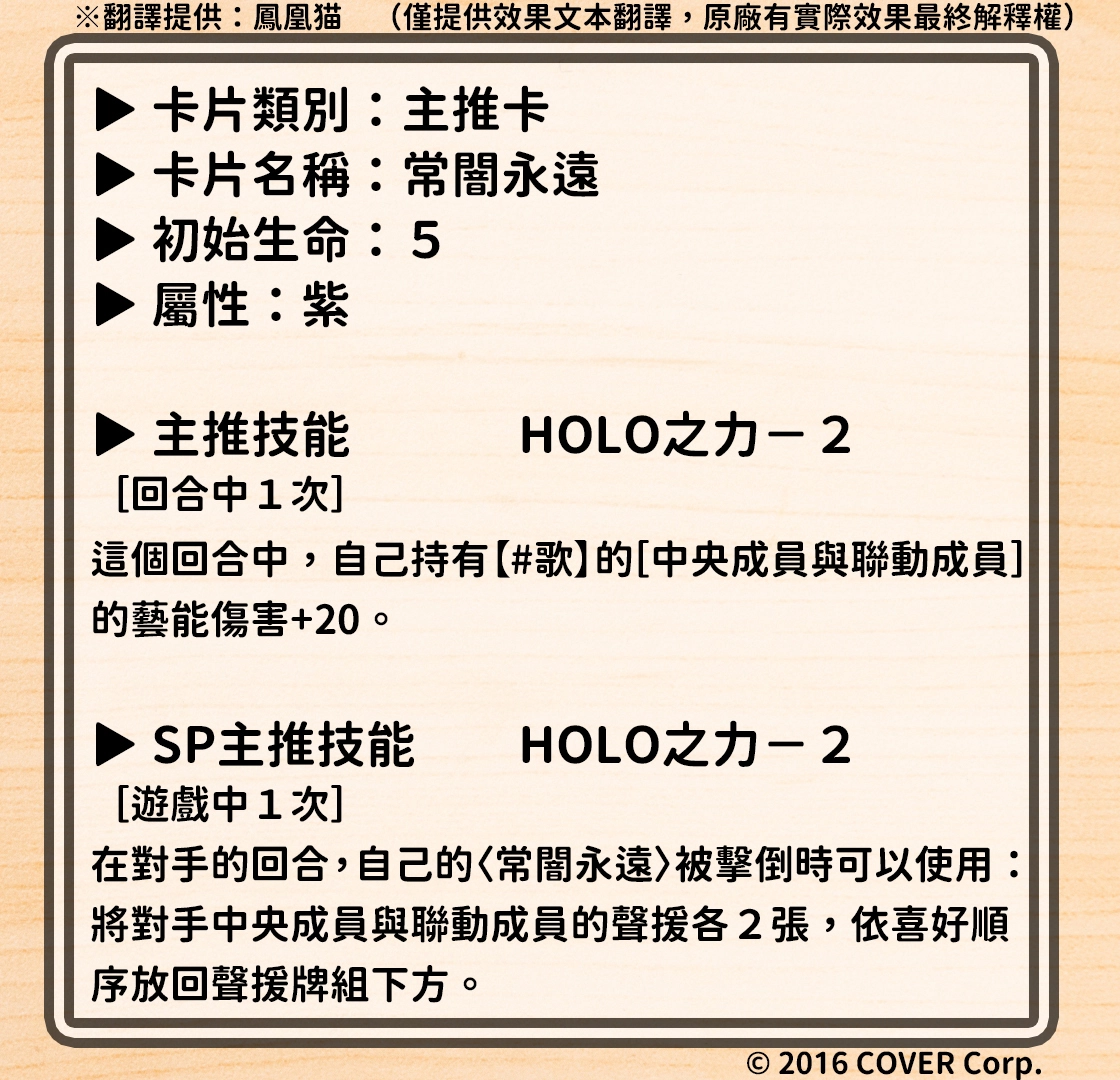 ※翻譯提供：鳳凰猫　（僅提供效果文本翻譯，原廠有實際效果最終解釋權）
▶ 卡片類別：主推卡
▶ 卡片名稱：常闇永遠
▶ 初始生命：５
▶ 屬性：紫
▶ 主推技能　HOLO之力－２
［回合中１次］
這個回合中，自己持有【#歌】的[中央成員與聯動成員]
的藝能傷害+20。
▶ SP主推技能　HOLO之力－２
［遊戲中１次］
在對手的回合，自己的〈常闇永遠〉被擊倒時可以使用：
將對手中央成員與聯動成員的聲援各２張，依喜好順
序放回聲援牌組下方。
© 2016 COVER Corp.